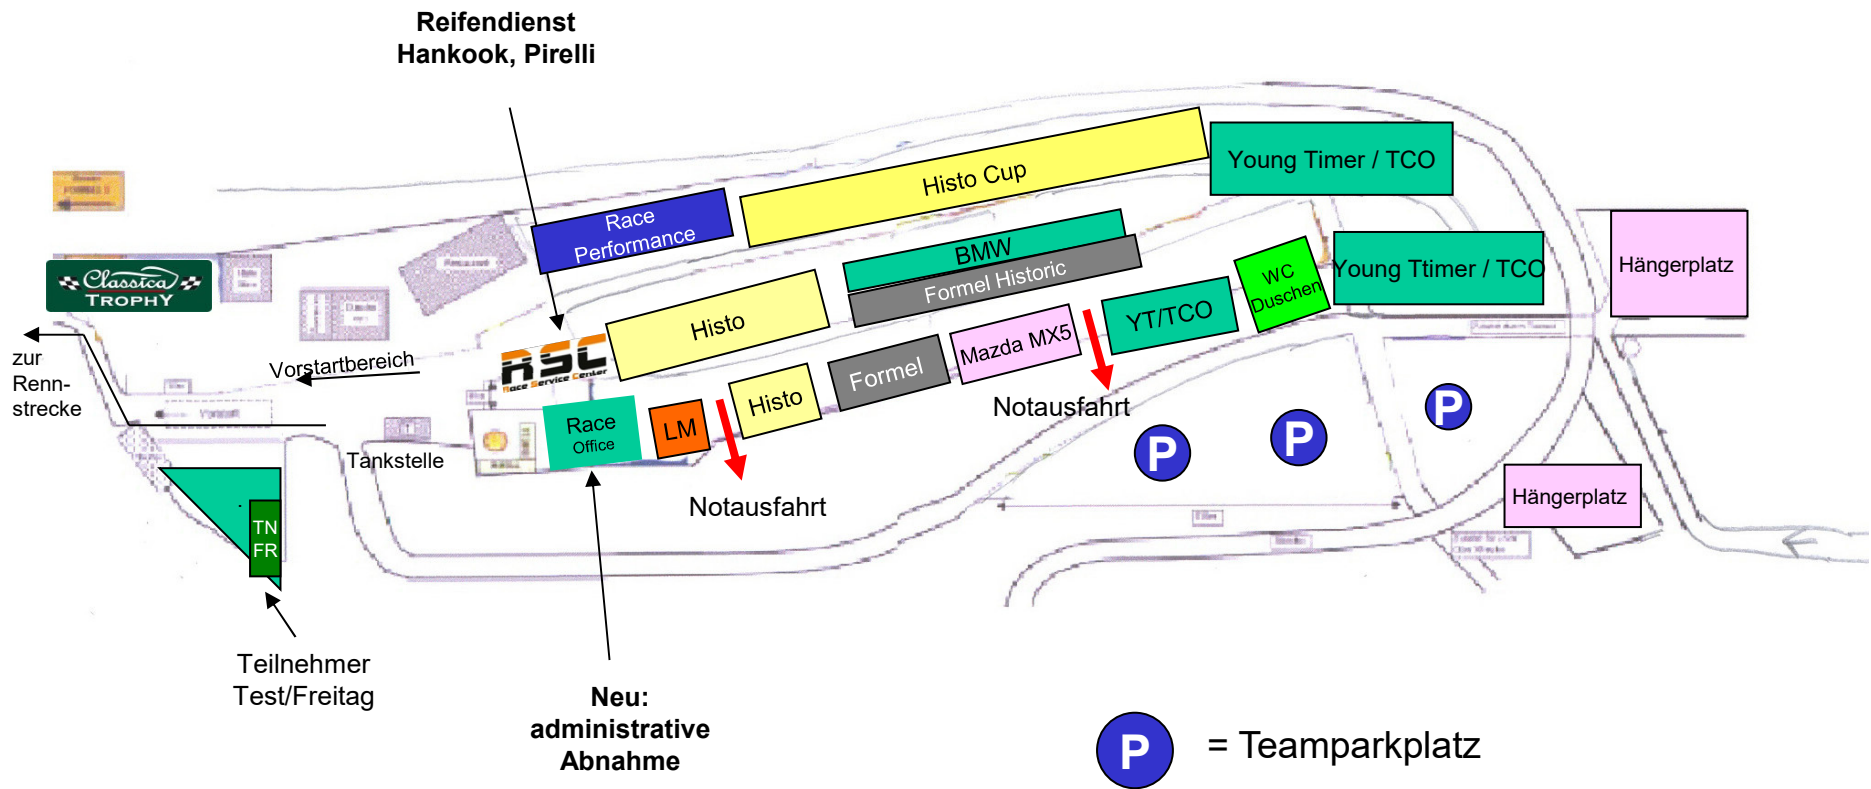 Reifendienst
Hankook, Pirelli
Young Timer / TCO
Histo Cup
Race
Performance
BMW
Formel Historic
WC
Duschen
Young Ttimer / TCO
Hängerplatz
Classica
TROPHY
Histo
YT/TCO
Mazda MX5
RSC
Race Service Center
Vorstartbereich
zur
Renn-
strecke
Formel
Histo
Notausfahrt
P
P
P
Race
Office
LM
Tankstelle
Notausfahrt
Hängerplatz
TN
FR
Teilnehmer
Test/Freitag
Neu:
administrative
Abnahme
P
= Teamparkplatz